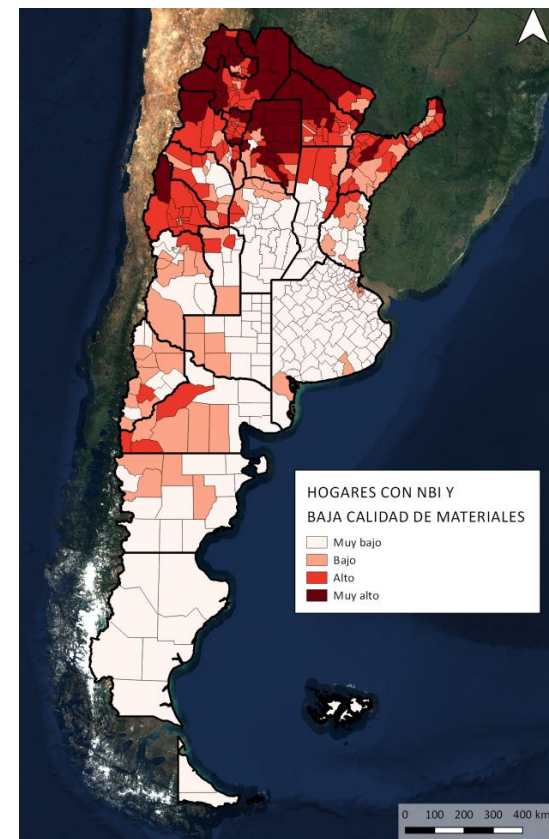 HOGARES CON NBI Y
BAJA CALIDAD DE MATERIALES
Muy bajo
Bajo
Alto
Muy alto
0 100 200 300 400 km